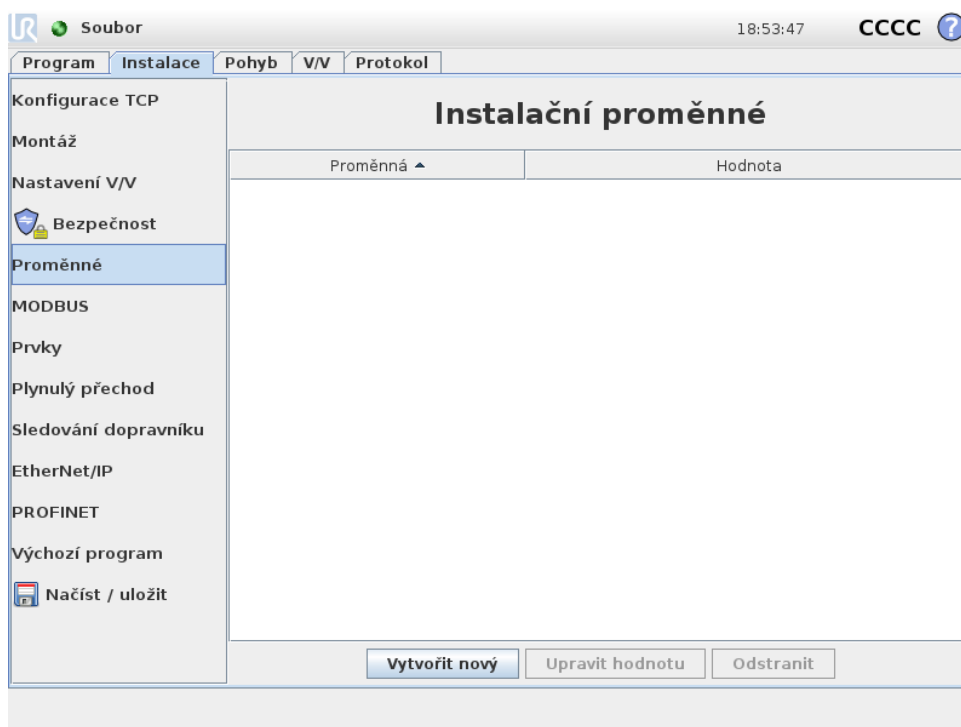 UR Soubor 18:53:47 CCCC ?
Program Instalace Pohyb V/V Protokol
Konfigurace TCP
Montáž
Nastavení V/V
Bezpečnost
Proměnné
MODBUS
Prvky
Plynulý přechod
Sledování dopravníku
EtherNet/IP
PROFINET
Výchozí program
Načíst / uložit
Instalační proměnné
Proměnná Hodnota
Vytvořit nový Upravit hodnotu Odstranit